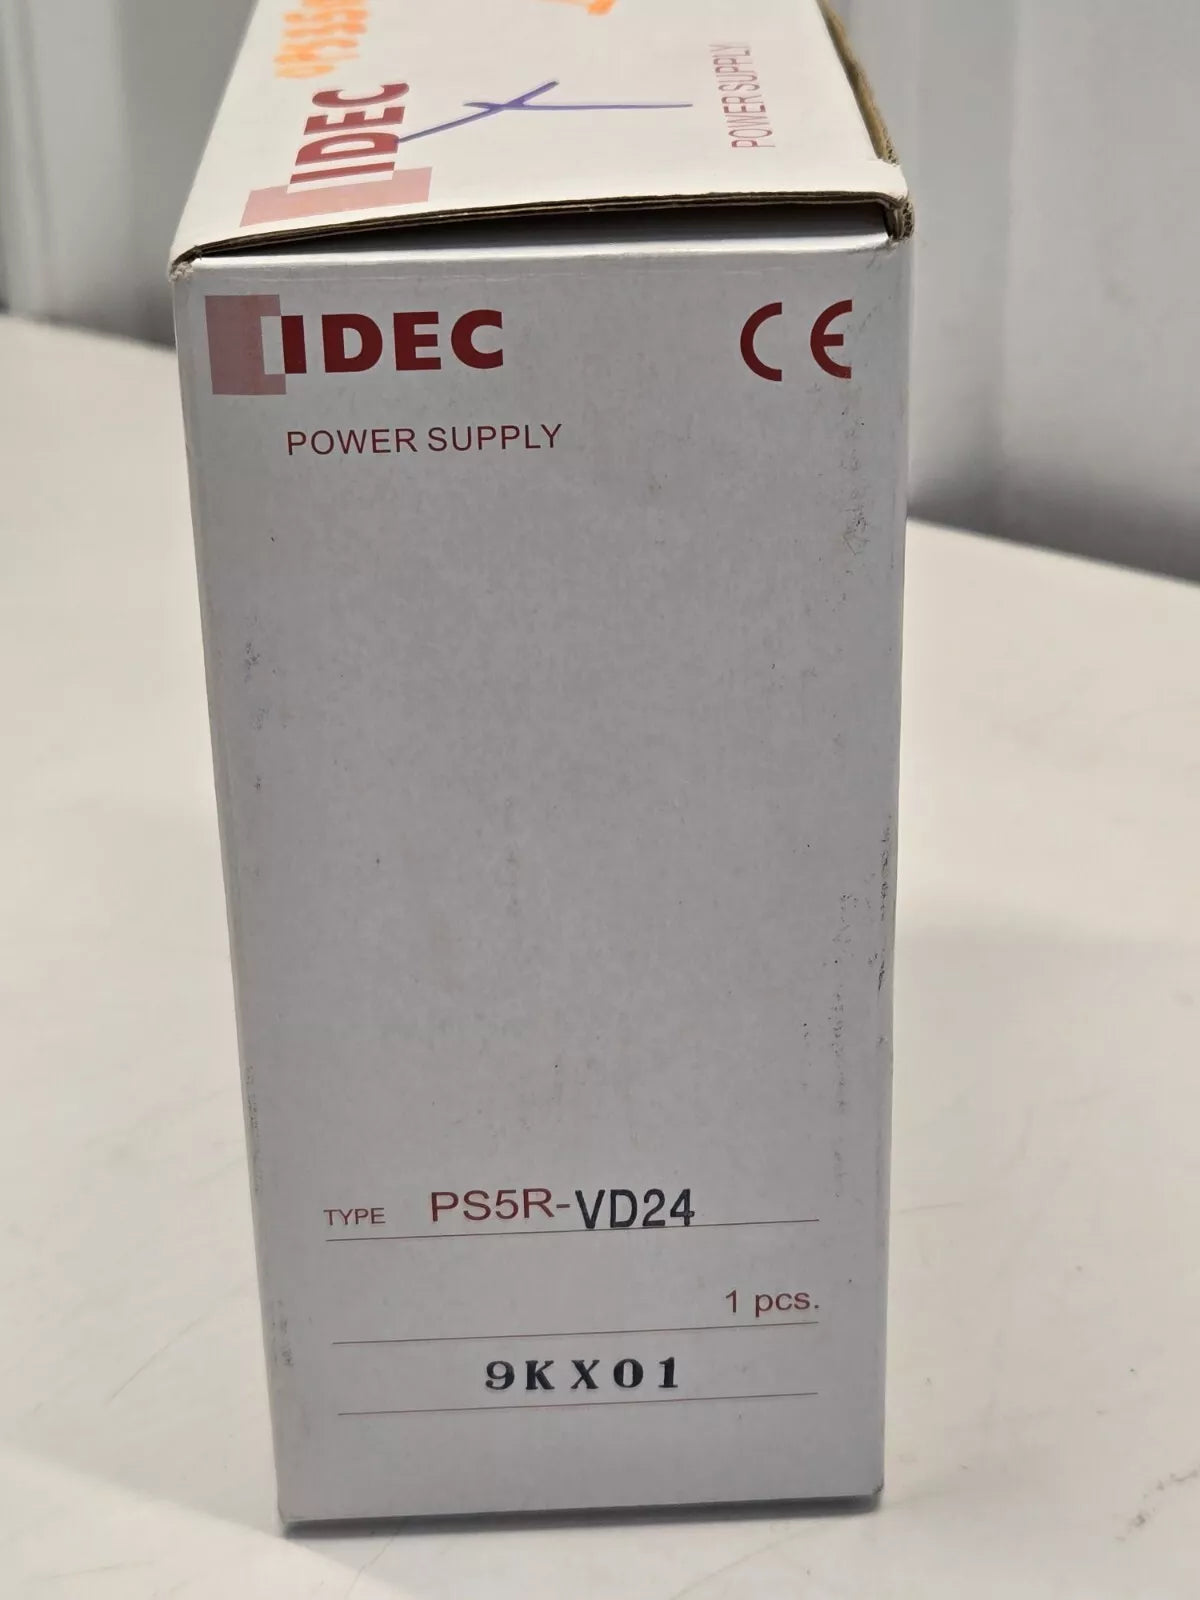 IDEC
POWER SUPPLY
IDEC
CE
POWER SUPPLY
TYPE PS5R-VD24
1 pcs.
9KX01